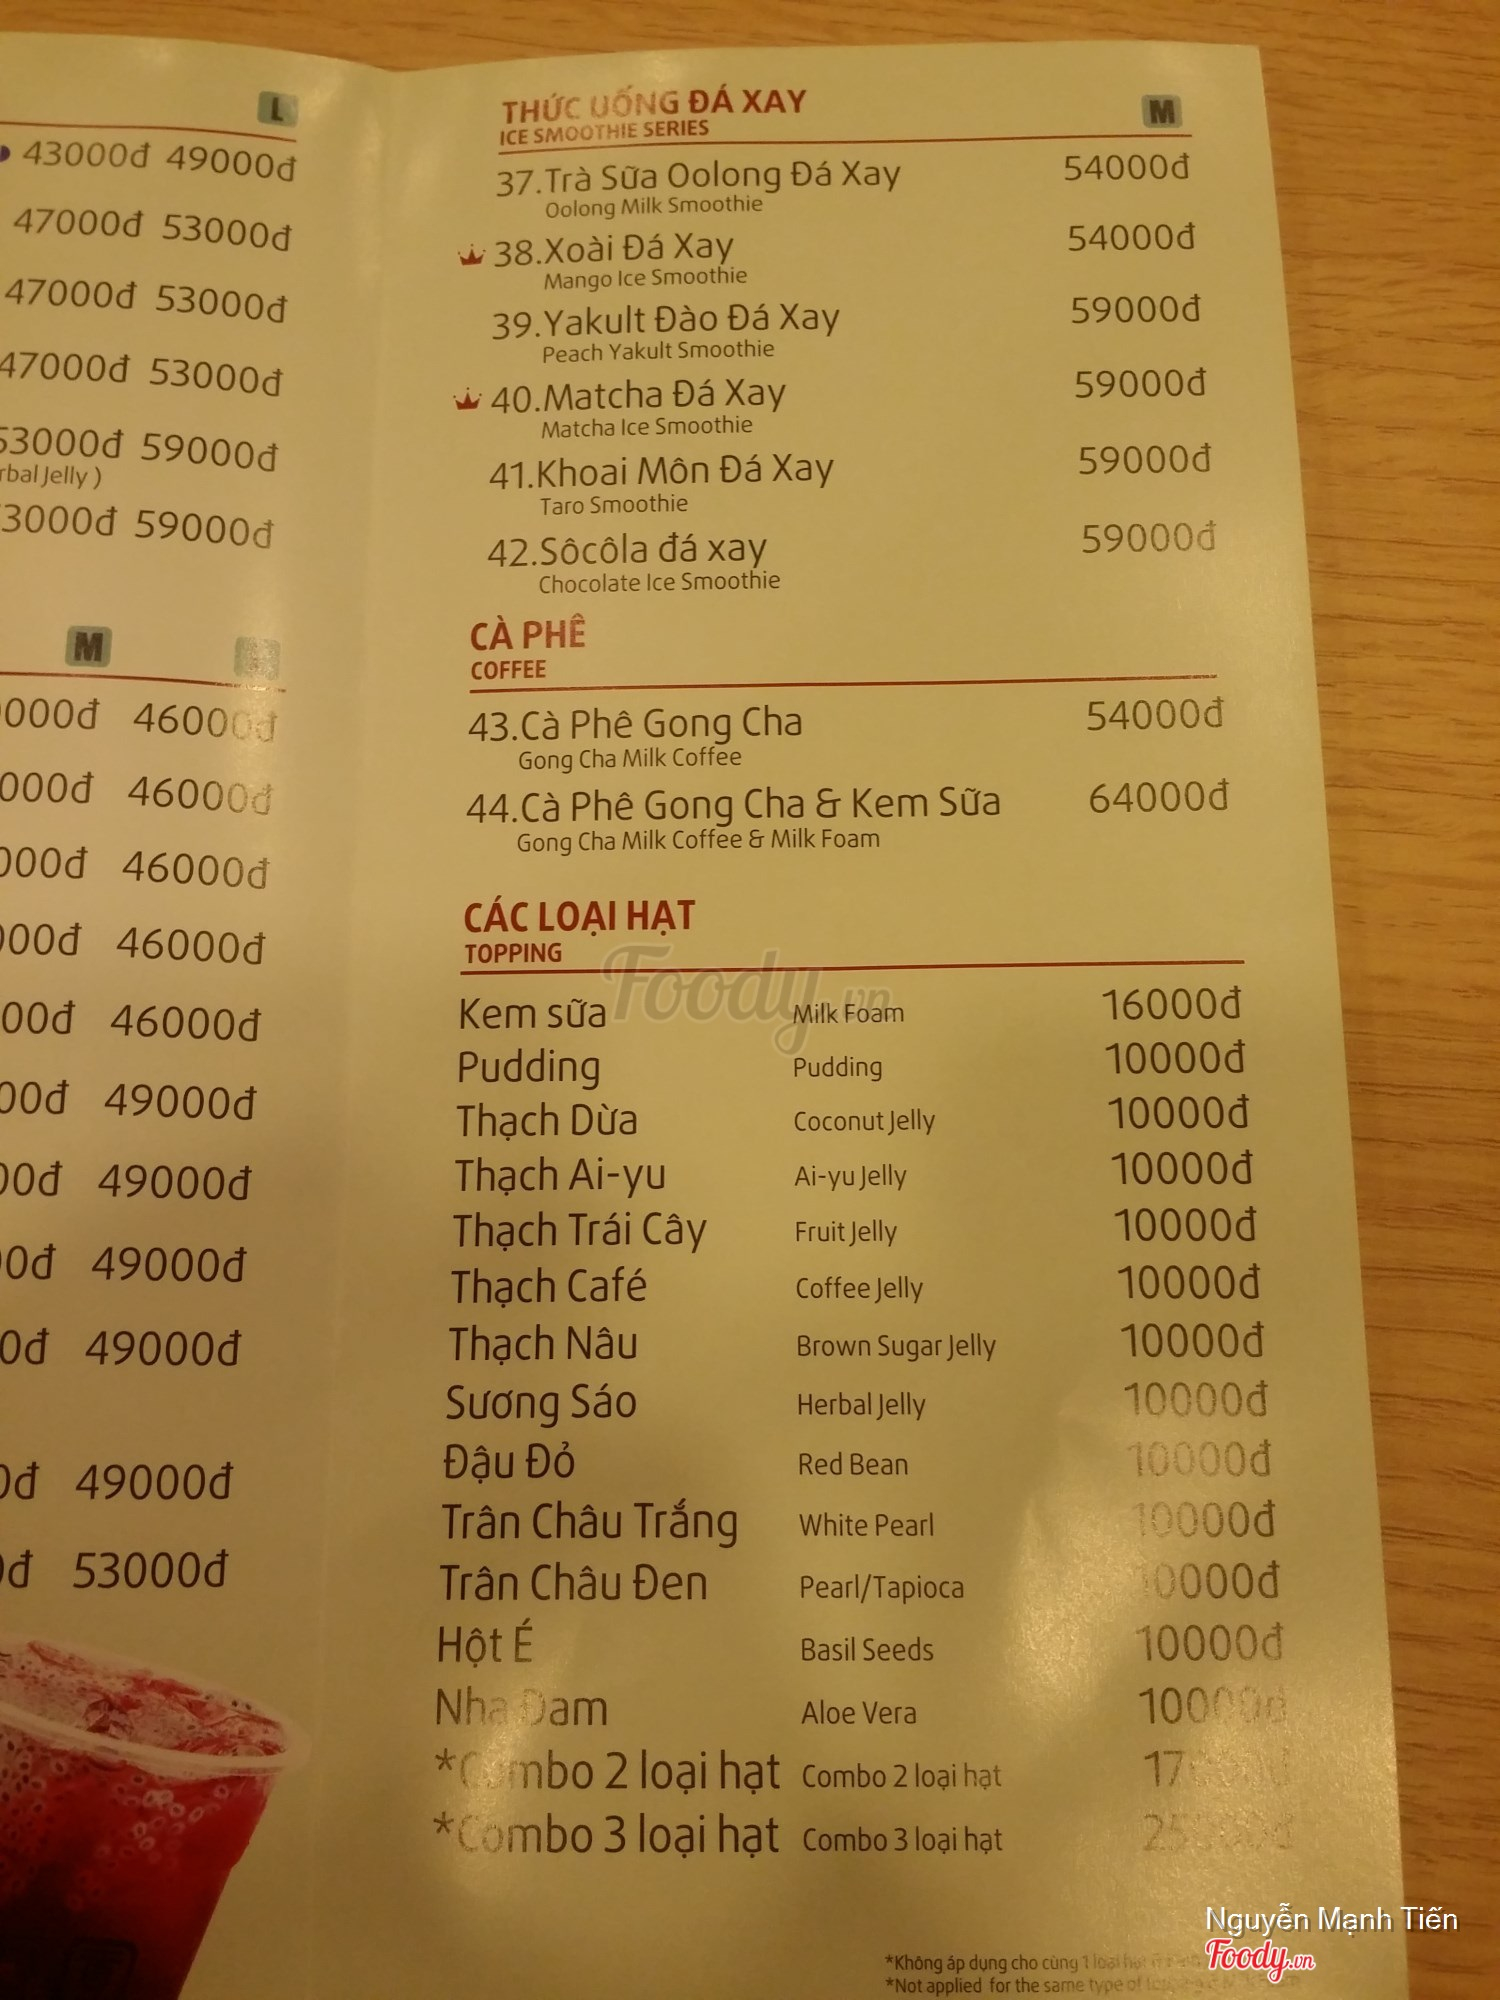 L
43000đ 49000đ
47000đ 53000đ
47000đ 53000đ
47000đ 53000đ
53000đ 59000đ
Jelly )
59000đ
M
46000đ
46000đ
46000đ
46000đ
46000đ
49000đ
49000đ
49000đ
49000đ
49000đ
53000đ
THỨC UỐNG ĐÁ XAY
ICE SMOOTHIE SERIES M
37.Trà Sữa Oolong Đá Xay 54000đ
Oolong Milk Smoothie
38.Xoài Đá Xay 54000đ
Mango Ice Smoothie
39.Yakult Đào Đá Xay 59000đ
Peach Yakult Smoothie
40.Matcha Đá Xay 59000đ
Matcha Ice Smoothie
41.Khoai Môn Đá Xay 59000đ
Taro Smoothie
42.Sôcôla đá xay 59000đ
Chocolate Ice Smoothie
CÀ PHÊ
COFFEE
43.Cà Phê Gong Cha 54000đ
Gong Cha Milk Coffee
44.Cà Phê Gong Cha & Kem Sữa 64000đ
Gong Cha Milk Coffee & Milk Foam
CÁC LOẠI HẠT
TOPPING
Foody.vn
Kem sữa Milk Foam 16000đ
Pudding Pudding 10000đ
Thạch Dừa Coconut Jelly 10000đ
Thạch Ai-yu Ai-yu Jelly 10000đ
Thạch Trái Cây Fruit Jelly 10000đ
Thạch Café Coffee Jelly 10000đ
Thạch Nâu Brown Sugar Jelly 10000đ
Sương Sáo Herbal Jelly 10000đ
Đậu Đỏ Red Bean 10000đ
Trân Châu Trắng White Pearl 10000đ
Trân Châu Đen Pearl/Tapioca 10000đ
Hột É Basil Seeds 10000đ
Nha Đam Aloe Vera 10000đ
*Combo 2 loại hạt Combo 2 loại hạt 17000đ
*Combo 3 loại hạt Combo 3 loại hạt
*Không áp dụng cho cùng 1 loại
*Not applied for the same type of
Nguyễn Mạnh Tiến
Foody.vn